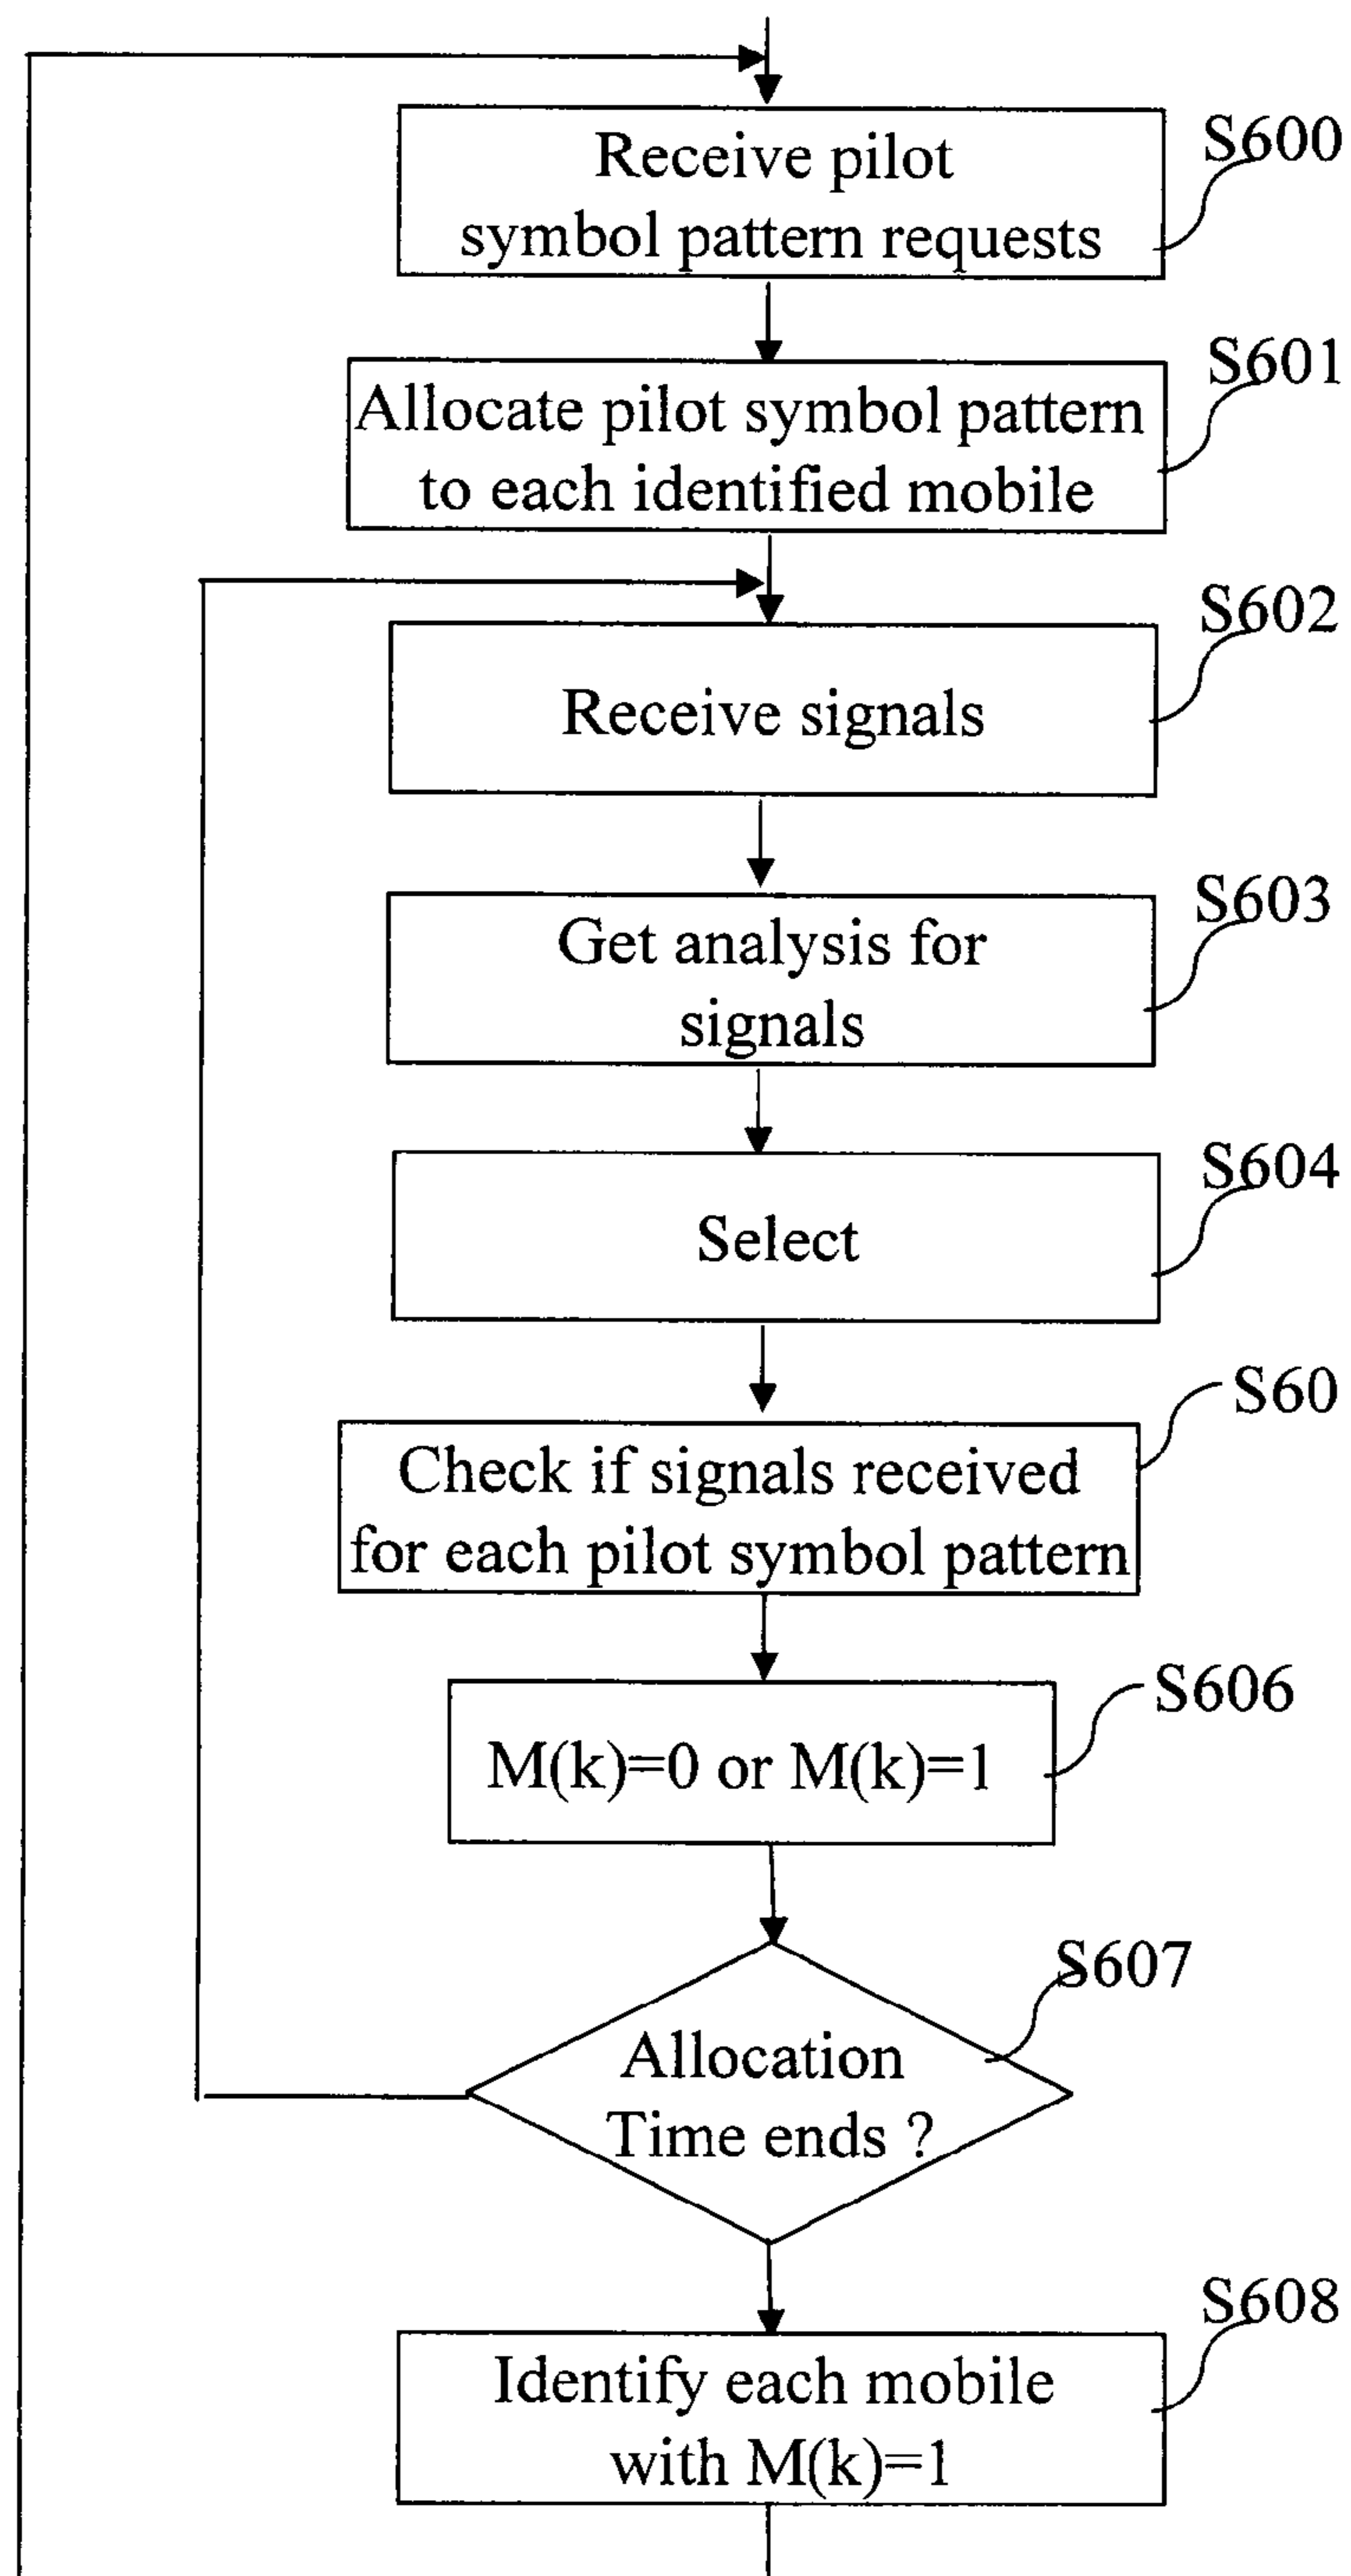 Receive pilot
symbol pattern requests
S600
Allocate pilot symbol pattern
to each identified mobile
S601
Receive signals
S602
Get analysis for
signals
S603
Select
S604
Check if signals received
for each pilot symbol pattern
S60
M(k)=0 or M(k)=1
S606
Allocation
Time ends ?
S607
Identify each mobile
with M(k)=1
S608